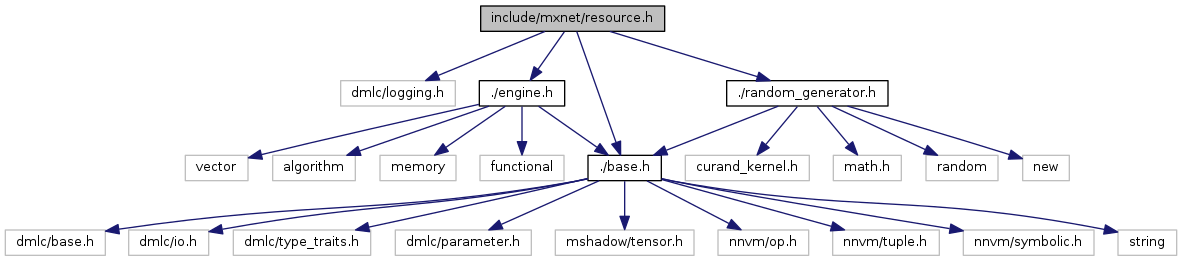 include/mxnet/resource.h
dmlc/logging.h
./engine.h
./random_generator.h
vector
algorithm
memory
functional
./base.h
curand_kernel.h
math.h
random
new
dmlc/base.h
dmlc/io.h
dmlc/type_traits.h
dmlc/parameter.h
mshadow/tensor.h
nnvm/op.h
nnvm/tuple.h
nnvm/symbolic.h
string